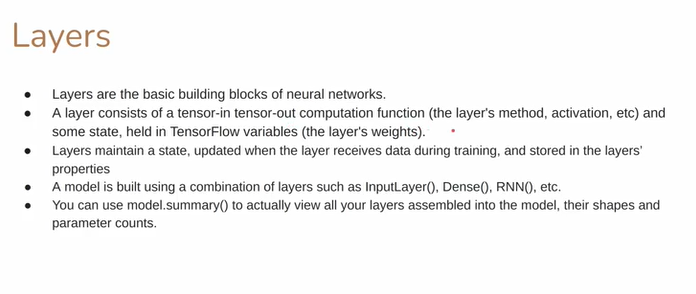 Layers
● Layers are the basic building blocks of neural networks.
● A layer consists of a tensor-in tensor-out computation function (the layer's method, activation, etc) and
some state, held in TensorFlow variables (the layer's weights).
● Layers maintain a state, updated when the layer receives data during training, and stored in the layers'
properties
● A model is built using a combination of layers such as InputLayer(), Dense(), RNN(), etc.
● You can use model.summary() to actually view all your layers assembled into the model, their shapes and
parameter counts.